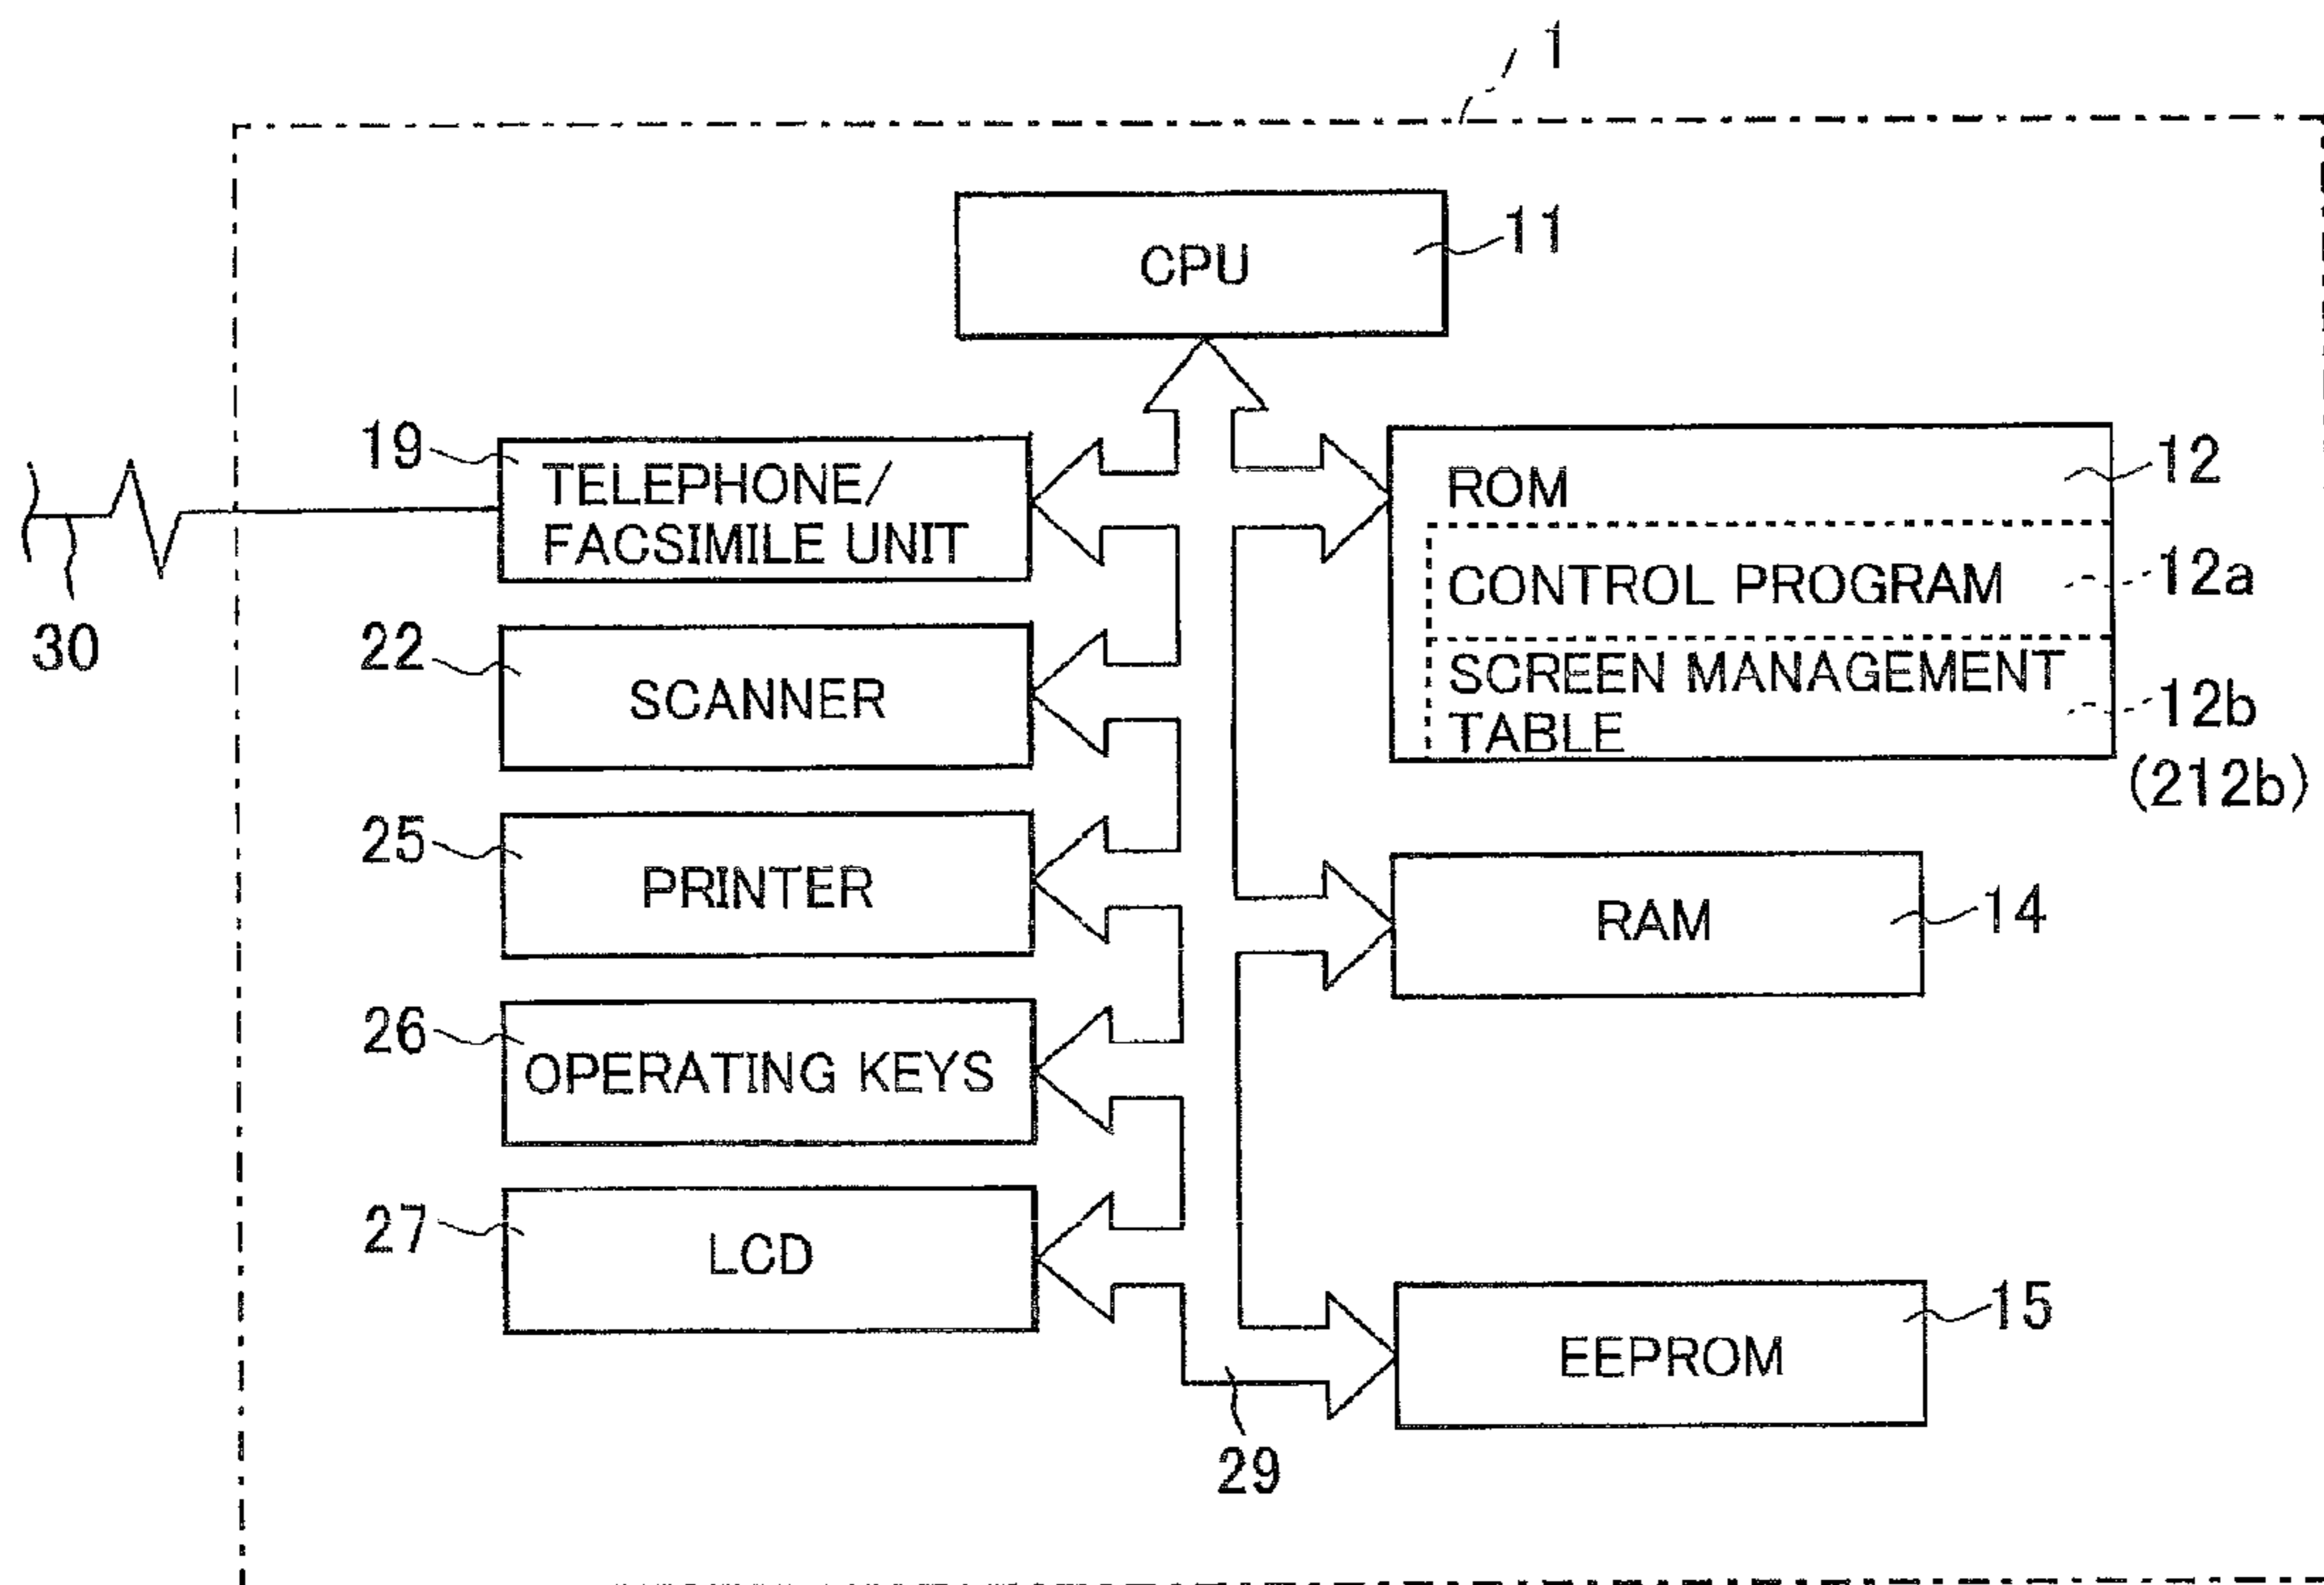 1
CPU
11
19
TELEPHONE/
FACSIMILE UNIT
30
22
SCANNER
25
PRINTER
26
OPERATING KEYS
27
LCD
ROM
12
CONTROL PROGRAM
12a
SCREEN MANAGEMENT
TABLE
12b
(212b)
RAM
14
EEPROM
15
29